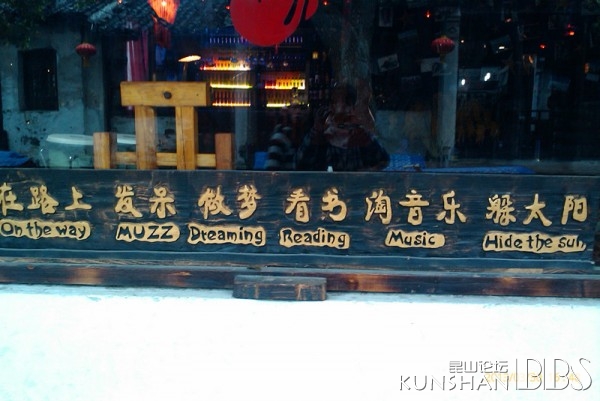 在路上 发呆 做梦 看书 淘音乐 躲太阳
On the way MUZZ Dreaming Reading Music Hide the sun
昆山论坛
KUNSHAN BBS